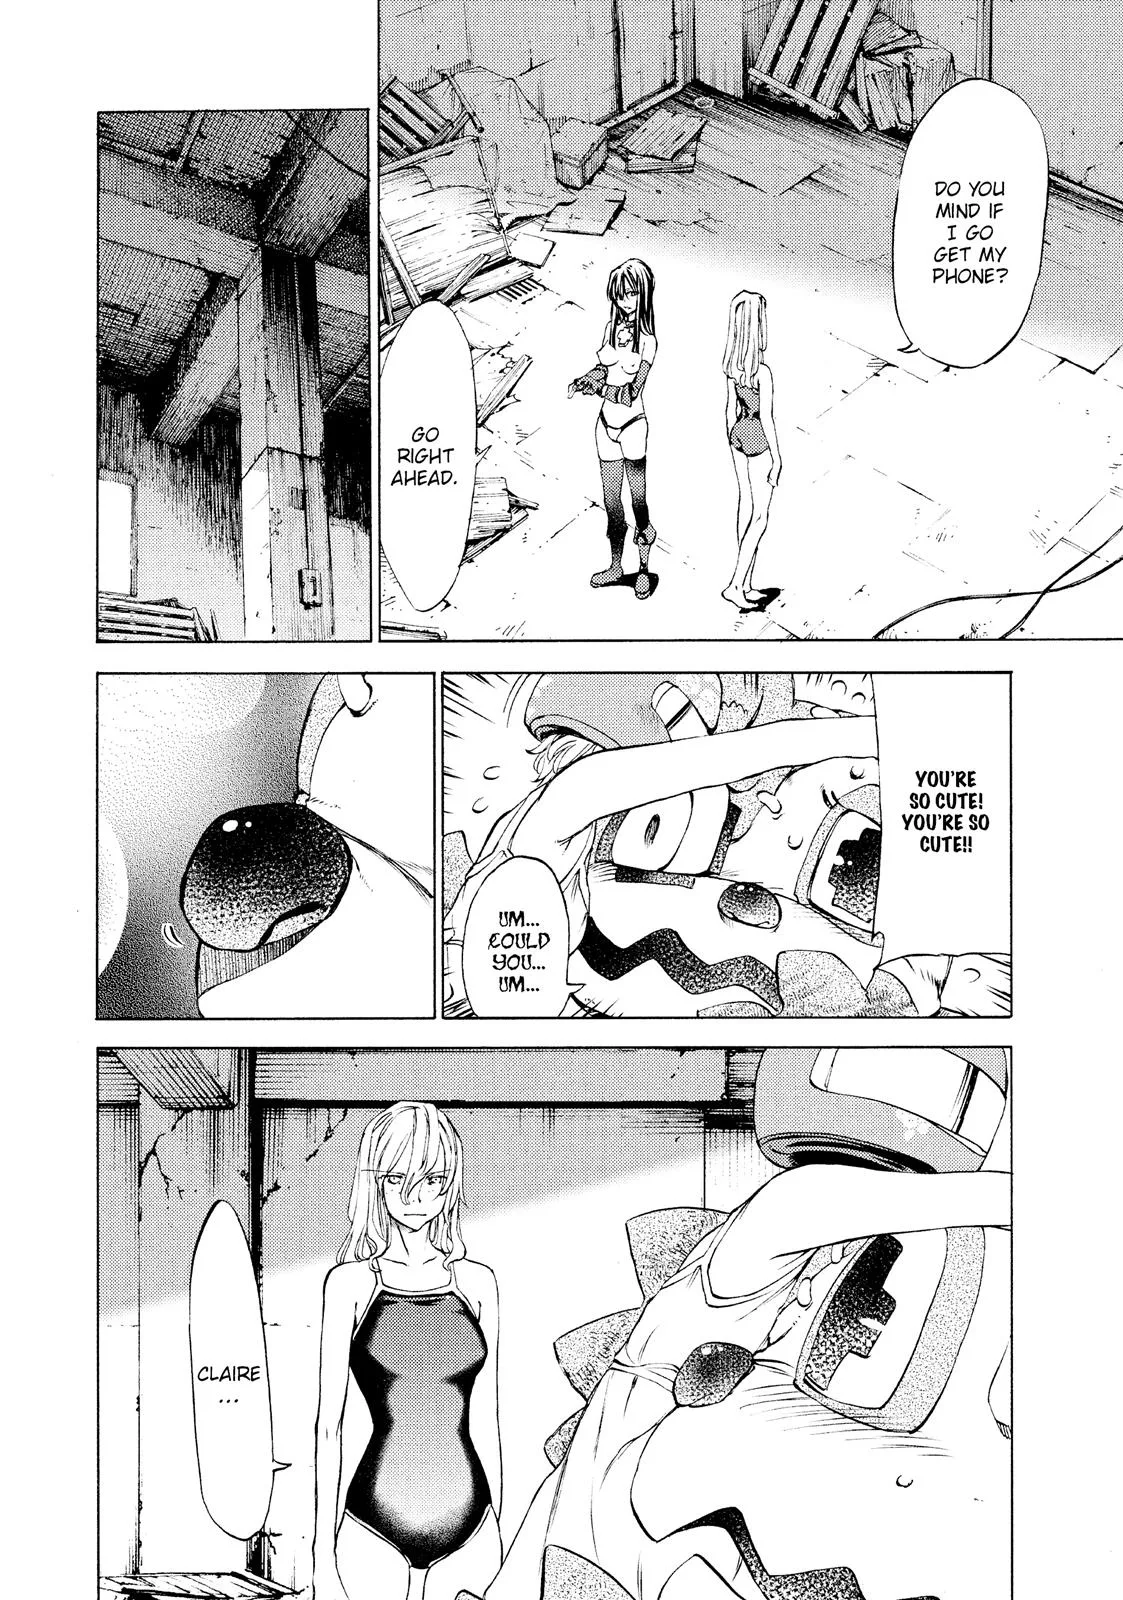 DO YOU
MIND IF
I GO
GET MY
PHONE?
GO
RIGHT
AHEAD.
YOU'RE
SO CUTE!
YOU'RE SO
CUTE!!
UM...
COULD
YOU...
UM...
CLAIRE
...